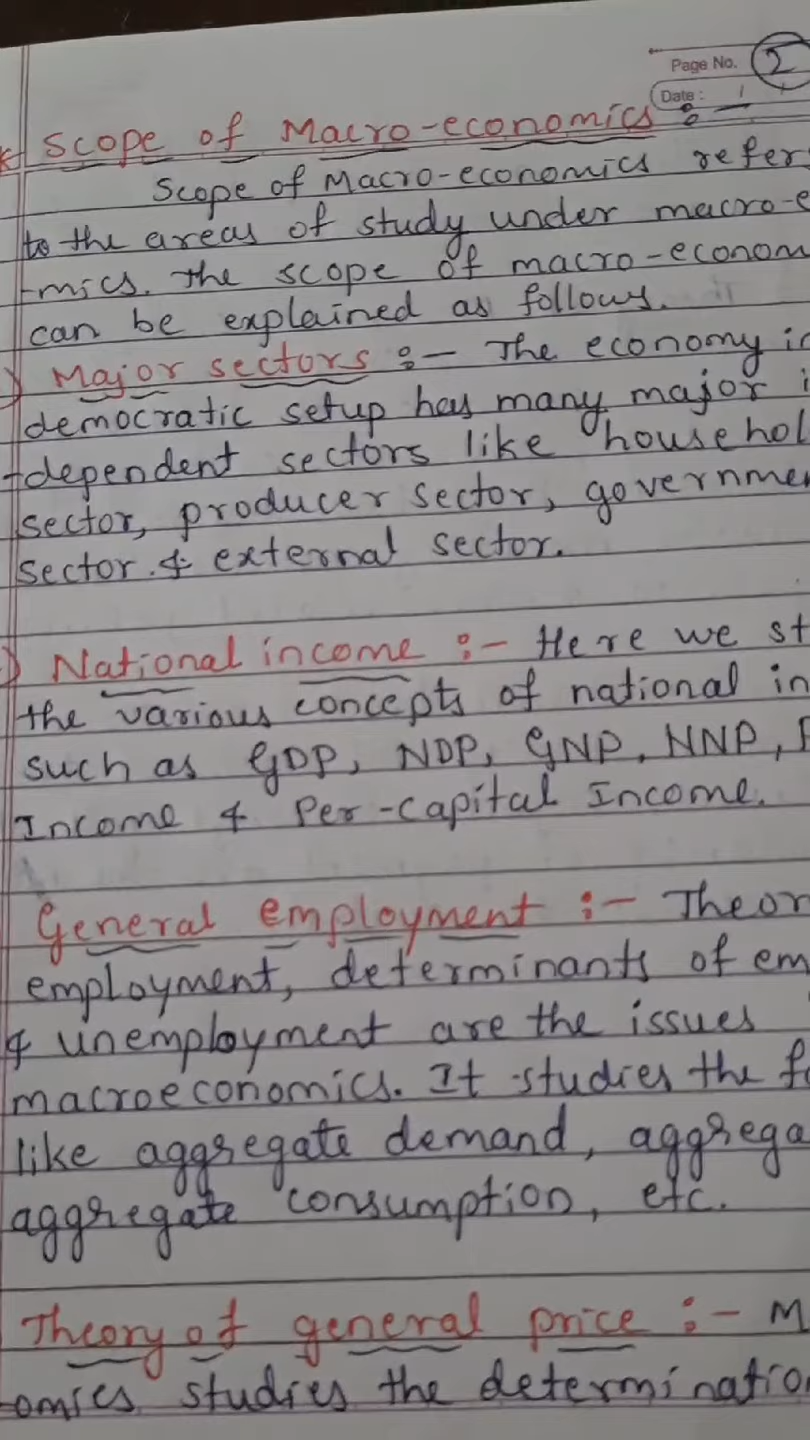 Page No. 2
Date : / /
Scope of Macro-economics :-
Scope of Macro-economics refer
to the areas of study under macro-e
-mics. The scope of macro-econom
can be explained as follows.
) Major sectors :- The economy in
democratic setup has many major i
-dependent sectors like househol
sector, producer sector, governmen
sector & external sector.
) National income :- Here we st
the various concepts of national in
such as GDP, NDP, GNP, NNP,
Income & Per-capital Income.
General employment :- Theor
employment, determinants of em
& unemployment are the issues
macroeconomics. It studies the fa
like aggregate demand, aggrega
aggregate consumption, etc.
Theory of general price :- M
-omics studies the determinatio